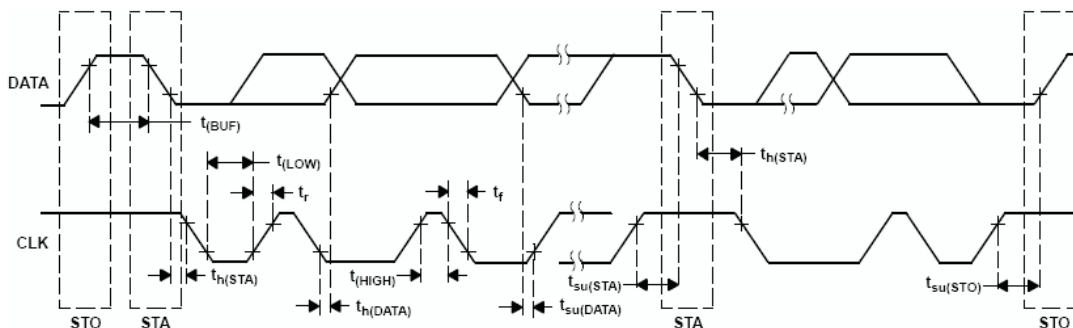 DATA
t(BUF)
t(LOW)
tr
tf
th(STA)
CLK
th(STA)
th(DATA)
t(HIGH)
tsu(DATA)
tsu(STA)
tsu(STO)
STO
STA
STA
STO